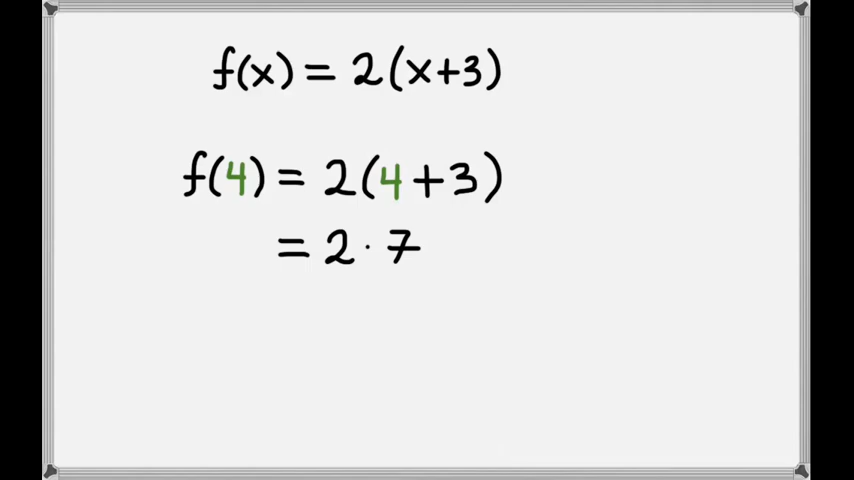 f(x) = 2(x+3)
f(4) = 2(4+3)
= 2 · 7